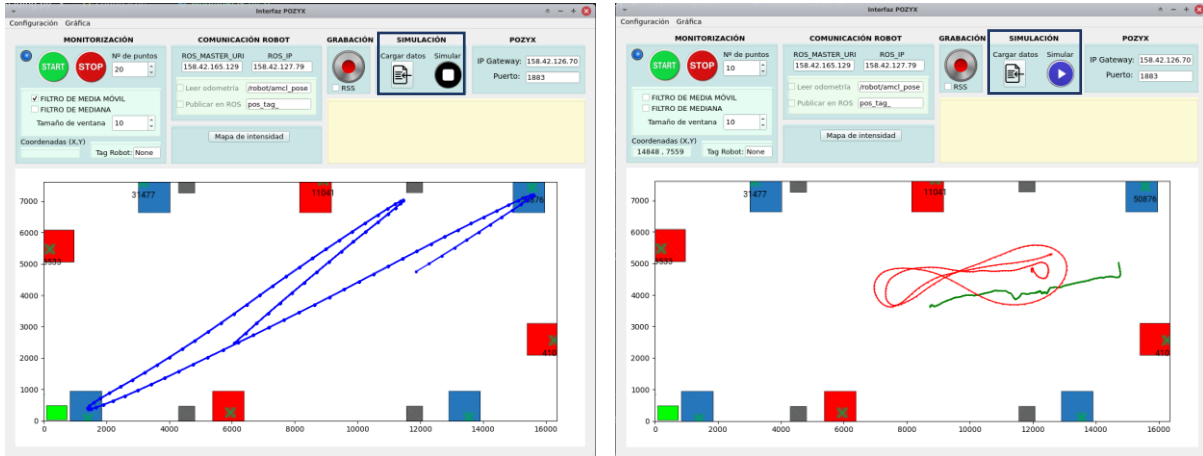 Interfaz POZYX
Configuración Gráfica
MONITORIZACIÓN COMUNICACIÓN ROBOT GRABACIÓN SIMULACIÓN POZYX
START STOP Nº de puntos
20
ROS_MASTER_URI ROS_IP
158.42.165.129 158.42.127.79
Cargar datos Simular
IP Gateway: 158.42.126.70
Puerto: 1883
RSS
Leer odometría /robot/amcl_pose
Publicar en ROS pos_tag_
FILTRO DE MEDIA MÓVIL
FILTRO DE MEDIANA
Tamaño de ventana 10
Mapa de intensidad
Coordenadas (X,Y)
Tag Robot: None
31477 11041
7000
6000
5000
4000
3000
410
2000
1000
0
0 2000 4000 6000 8000 10000 12000 14000 16000
Interfaz POZYX
Configuración Gráfica
MONITORIZACIÓN COMUNICACIÓN ROBOT GRABACIÓN SIMULACIÓN POZYX
START STOP Nº de puntos
10
ROS_MASTER_URI ROS_IP
158.42.165.129 158.42.127.79
Cargar datos Simular
IP Gateway: 158.42.126.70
Puerto: 1883
RSS
Leer odometría /robot/amcl_pose
Publicar en ROS pos_tag_
FILTRO DE MEDIA MÓVIL
FILTRO DE MEDIANA
Tamaño de ventana 10
Mapa de intensidad
Coordenadas (X,Y)
14848 , 7559 Tag Robot: None
31477 11041 50876
7000
6000
5000
4000
3000
410
2000
1000
0
0 2000 4000 6000 8000 10000 12000 14000 16000